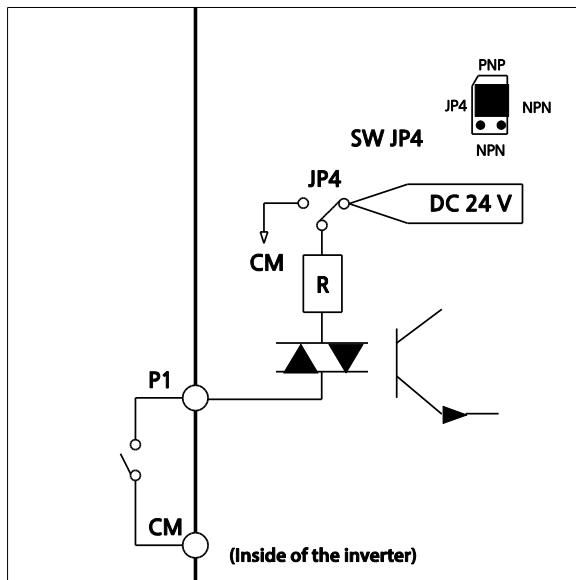 PNP
JP4
NPN
NPN
SW JP4
JP4
DC 24 V
CM
R
P1
CM
(Inside of the inverter)